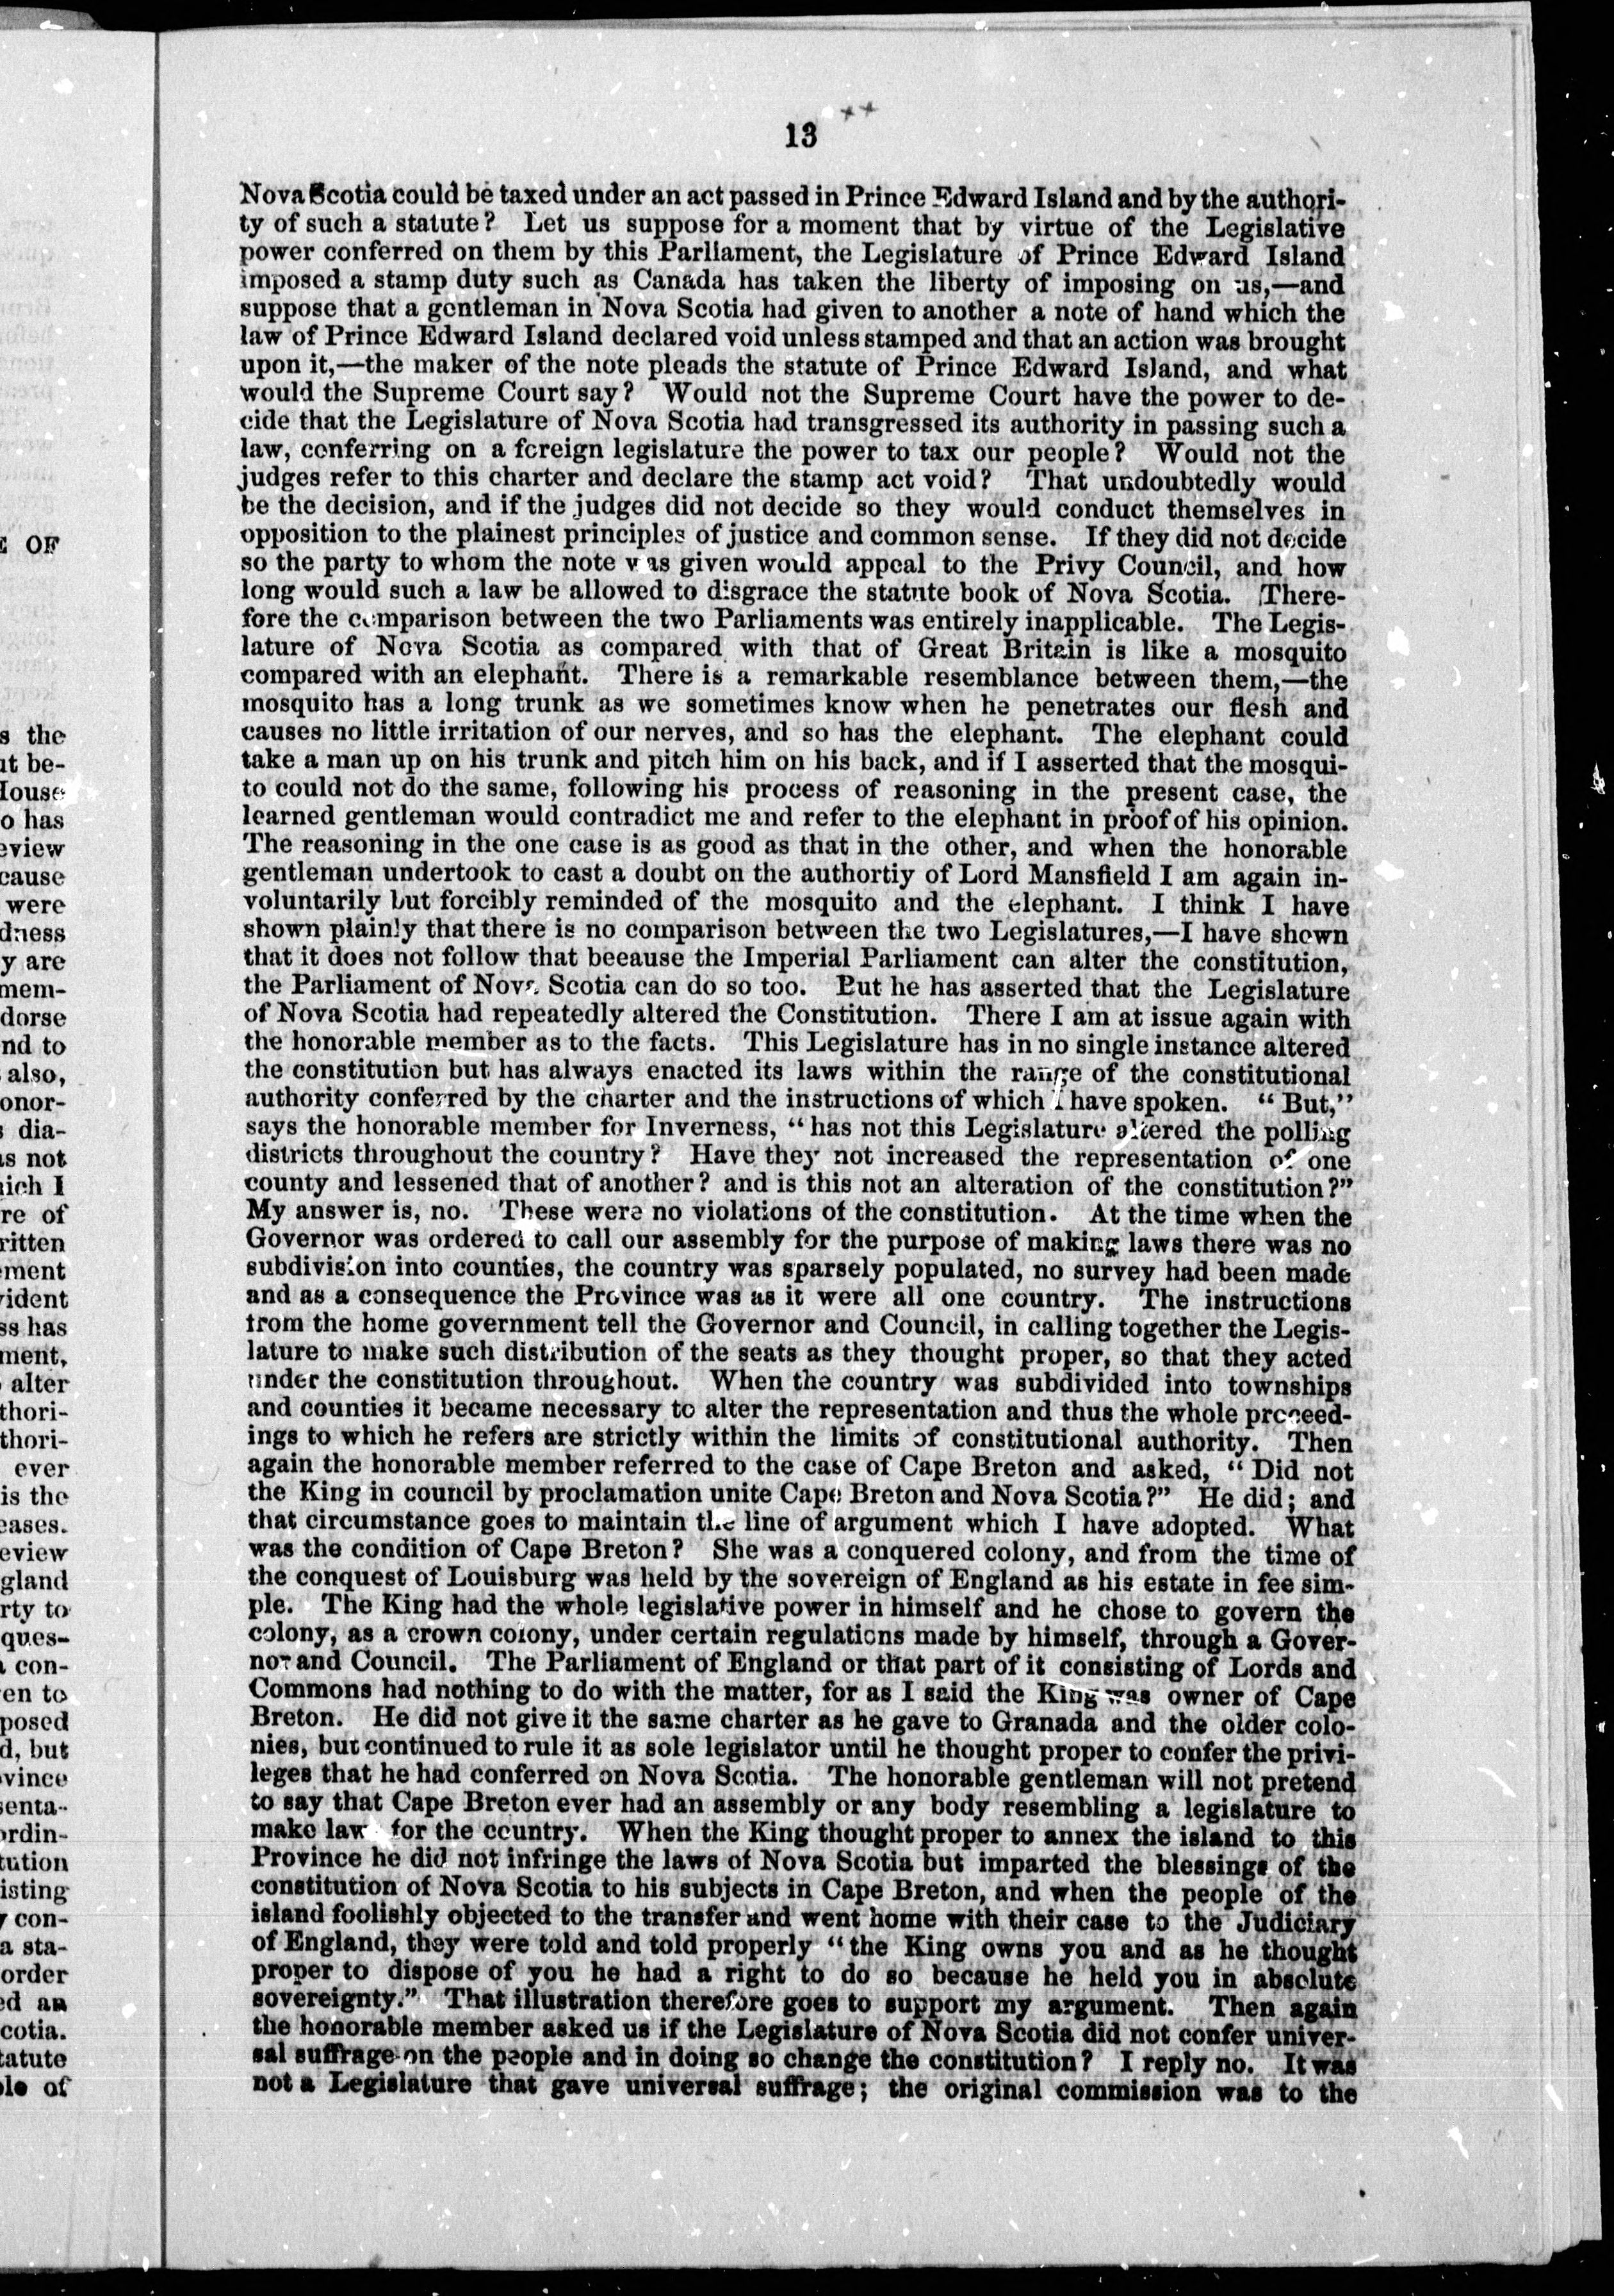 13
Nova Scotia could be taxed under an act passed in Prince Edward Island and by the authori-
ty of such a statute? Let us suppose for a moment that by virtue of the Legislative
power conferred on them by this Parliament, the Legislature of Prince Edward Island
imposed a stamp duty such as Canada has taken the liberty of imposing on us,—and
suppose that a gentleman in Nova Scotia had given to another a note of hand which the
law of Prince Edward Island declared void unless stamped and that an action was brought
upon it,—the maker of the note pleads the statute of Prince Edward Island, and what
would the Supreme Court say? Would not the Supreme Court have the power to de-
cide that the Legislature of Nova Scotia had transgressed its authority in passing such a
law, conferring on a foreign legislature the power to tax our people? Would not the
judges refer to this charter and declare the stamp act void? That undoubtedly would
be the decision, and if the judges did not decide so they would conduct themselves in
opposition to the plainest principles of justice and common sense. If they did not decide
so the party to whom the note was given would appeal to the Privy Council, and how
long would such a law be allowed to disgrace the statute book of Nova Scotia. There-
fore the comparison between the two Parliaments was entirely inapplicable. The Legis-
lature of Nova Scotia as compared with that of Great Britain is like a mosquito
compared with an elephant. There is a remarkable resemblance between them,—the
mosquito has a long trunk as we sometimes know when he penetrates our flesh and
causes no little irritation of our nerves, and so has the elephant. The elephant could
take a man up on his trunk and pitch him on his back, and if I asserted that the mosqui-
to could not do the same, following his process of reasoning in the present case, the
learned gentleman would contradict me and refer to the elephant in proof of his opinion.
The reasoning in the one case is as good as that in the other, and when the honorable
gentleman undertook to cast a doubt on the authortiy of Lord Mansfield I am again in-
voluntarily but forcibly reminded of the mosquito and the elephant. I think I have
shown plainly that there is no comparison between the two Legislatures,—I have shown
that it does not follow that beeause the Imperial Parliament can alter the constitution,
the Parliament of Nova Scotia can do so too. But he has asserted that the Legislature
of Nova Scotia had repeatedly altered the Constitution. There I am at issue again with
the honorable member as to the facts. This Legislature has in no single instance altered
the constitution but has always enacted its laws within the range of the constitutional
authority conferred by the charter and the instructions of which I have spoken. "But,"
says the honorable member for Inverness, "has not this Legislature altered the polling
districts throughout the country? Have they not increased the representation of one
county and lessened that of another? and is this not an alteration of the constitution?"
My answer is, no. These were no violations of the constitution. At the time when the
Governor was ordered to call our assembly for the purpose of making laws there was no
subdivision into counties, the country was sparsely populated, no survey had been made
and as a consequence the Province was as it were all one country. The instructions
from the home government tell the Governor and Council, in calling together the Legis-
lature to make such distribution of the seats as they thought proper, so that they acted
under the constitution throughout. When the country was subdivided into townships
and counties it became necessary to alter the representation and thus the whole proceed-
ings to which he refers are strictly within the limits of constitutional authority. Then
again the honorable member referred to the case of Cape Breton and asked, "Did not
the King in council by proclamation unite Cape Breton and Nova Scotia?" He did; and
that circumstance goes to maintain the line of argument which I have adopted. What
was the condition of Cape Breton? She was a conquered colony, and from the time of
the conquest of Louisburg was held by the sovereign of England as his estate in fee sim-
ple. The King had the whole legislative power in himself and he chose to govern the
colony, as a crown colony, under certain regulations made by himself, through a Gover-
nor and Council. The Parliament of England or that part of it consisting of Lords and
Commons had nothing to do with the matter, for as I said the King was owner of Cape
Breton. He did not give it the same charter as he gave to Granada and the older colo-
nies, but continued to rule it as sole legislator until he thought proper to confer the privi-
leges that he had conferred on Nova Scotia. The honorable gentleman will not pretend
to say that Cape Breton ever had an assembly or any body resembling a legislature to
make law for the country. When the King thought proper to annex the island to this
Province he did not infringe the laws of Nova Scotia but imparted the blessings of the
constitution of Nova Scotia to his subjects in Cape Breton, and when the people of the
island foolishly objected to the transfer and went home with their case to the Judiciary
of England, they were told and told properly "the King owns you and as he thought
proper to dispose of you he had a right to do so because he held you in absolute
sovereignty." That illustration therefore goes to support my argument. Then again
the honorable member asked us if the Legislature of Nova Scotia did not confer univer-
sal suffrage on the people and in doing so change the constitution? I reply no. It was
not a Legislature that gave universal suffrage; the original commission was to the